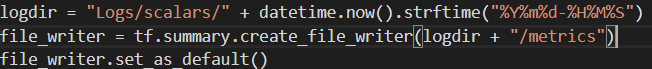 logdir = "Logs/scalars/" + datetime.now().strftime("%Y%m%d-%H%M%S")
file_writer = tf.summary.create_file_writer(logdir + "/metrics")
file_writer.set_as_default()